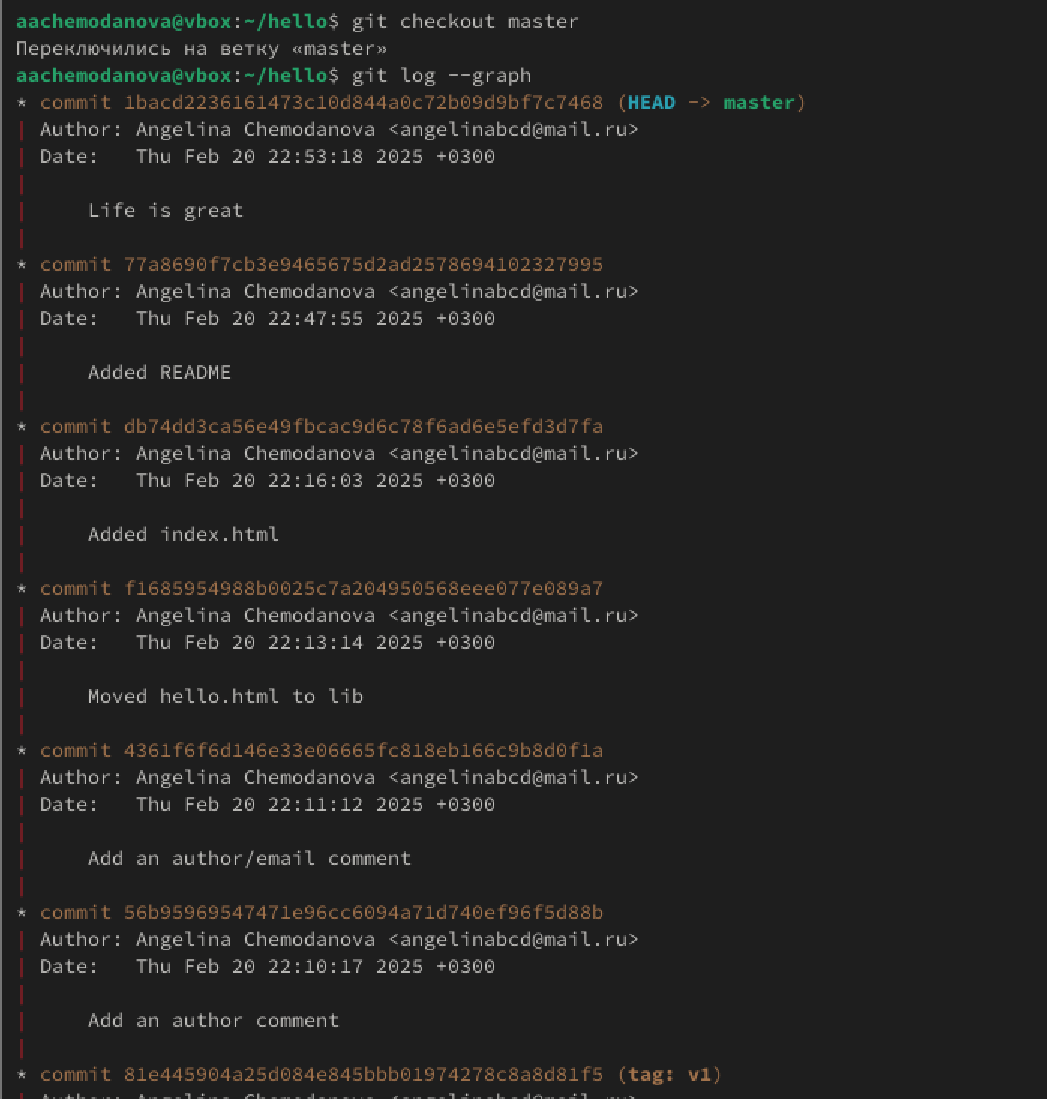 aachemodanova@vbox:~/hello$ git checkout master
Переключились на ветку «master»
aachemodanova@vbox:~/hello$ git log --graph
* commit 1bacd2236161473c10d844a0c72b09d9bf7c7468 (HEAD -> master)
| Author: Angelina Chemodanova <angelinabcd@mail.ru>
| Date:   Thu Feb 20 22:53:18 2025 +0300
|
|     Life is great
|
* commit 77a8690f7cb3e9465675d2ad2578694102327995
| Author: Angelina Chemodanova <angelinabcd@mail.ru>
| Date:   Thu Feb 20 22:47:55 2025 +0300
|
|     Added README
|
* commit db74dd3ca56e49fbcac9d6c78f6ad6e5efd3d7fa
| Author: Angelina Chemodanova <angelinabcd@mail.ru>
| Date:   Thu Feb 20 22:16:03 2025 +0300
|
|     Added index.html
|
* commit f1685954988b0025c7a204950568eee077e089a7
| Author: Angelina Chemodanova <angelinabcd@mail.ru>
| Date:   Thu Feb 20 22:13:14 2025 +0300
|
|     Moved hello.html to lib
|
* commit 4361f6f6d146e33e06665fc818eb166c9b8d0f1a
| Author: Angelina Chemodanova <angelinabcd@mail.ru>
| Date:   Thu Feb 20 22:11:12 2025 +0300
|
|     Add an author/email comment
|
* commit 56b95969547471e96cc6094a71d740ef96f5d88b
| Author: Angelina Chemodanova <angelinabcd@mail.ru>
| Date:   Thu Feb 20 22:10:17 2025 +0300
|
|     Add an author comment
|
* commit 81e445904a25d084e845bbb01974278c8a8d81f5 (tag: v1)
| Author: Angelina Chemodanova <angelinabcd@mail.ru>